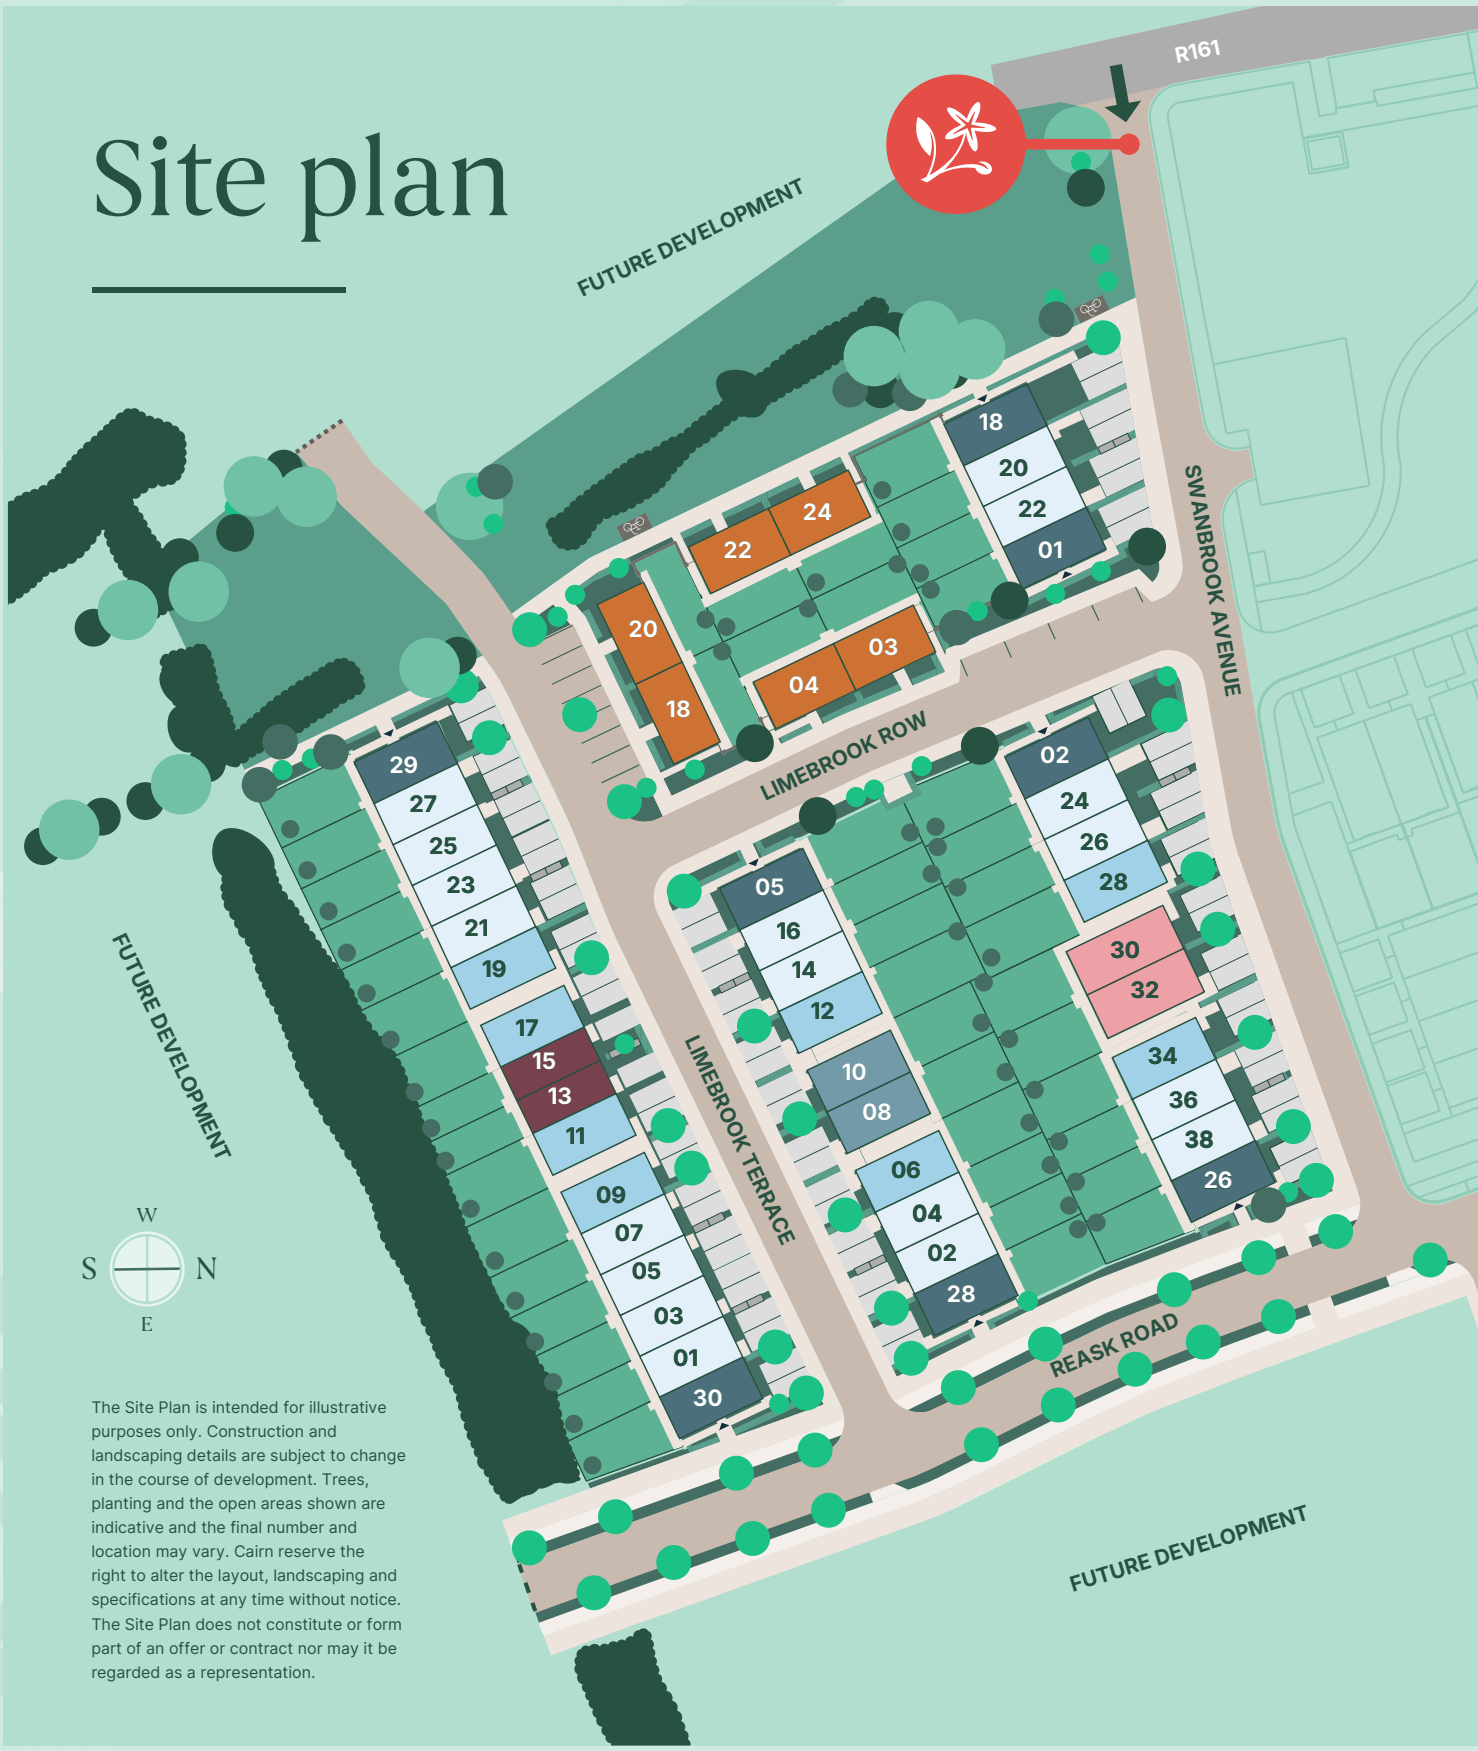 R161
Site plan
FUTURE DEVELOPMENT
18
20
22
01
SWANBROOK AVENUE
24
22
20
18
03
04
LIMEBROOK ROW
29
27
25
23
21
19
17
15
13
11
09
07
05
03
01
30
02
24
26
28
30
32
34
36
38
26
05
16
14
12
10
08
06
04
02
28
LIMEBROOK TERRACE
REASK ROAD
FUTURE DEVELOPMENT
W
S N
E
The Site Plan is intended for illustrative
purposes only. Construction and
landscaping details are subject to change
in the course of development. Trees,
planting and the open areas shown are
indicative and the final number and
location may vary. Cairn reserve the
right to alter the layout, landscaping and
specifications at any time without notice.
The Site Plan does not constitute or form
part of an offer or contract nor may it be
regarded as a representation.
FUTURE DEVELOPMENT